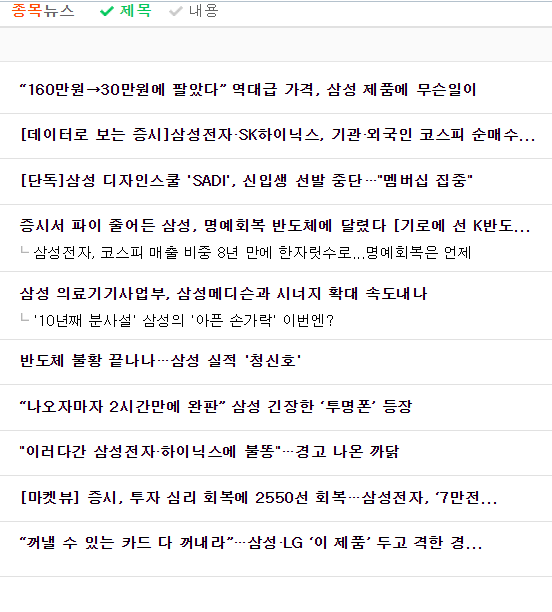 종목뉴스 제목 내용
“160만원→30만원에 팔았다” 역대급 가격, 삼성 제품에 무슨일이
[데이터로 보는 증시]삼성전자·SK하이닉스, 기관·외국인 코스피 순매수...
[단독]삼성 디자인스쿨 'SADI', 신입생 선발 중단…"멤버십 집중"
증시서 파이 줄어든 삼성, 명예회복 반도체에 달렸다 [기로에 선 K반도...
삼성전자, 코스피 매출 비중 8년 만에 한자릿수로…명예회복은 언제
삼성 의료기기사업부, 삼성메디슨과 시너지 확대 속도내나
'10년째 분사설' 삼성의 '아픈 손가락' 이번엔?
반도체 불황 끝나나…삼성 실적 '청신호'
“나오자마자 2시간만에 완판” 삼성 긴장한 ‘투명폰’ 등장
"이러다간 삼성전자·하이닉스에 불똥"…경고 나온 까닭
[마켓뷰] 증시, 투자 심리 회복에 2550선 회복…삼성전자, ‘7만전...
“꺼낼 수 있는 카드 다 꺼내라”…삼성·LG ‘이 제품’ 두고 격한 경...